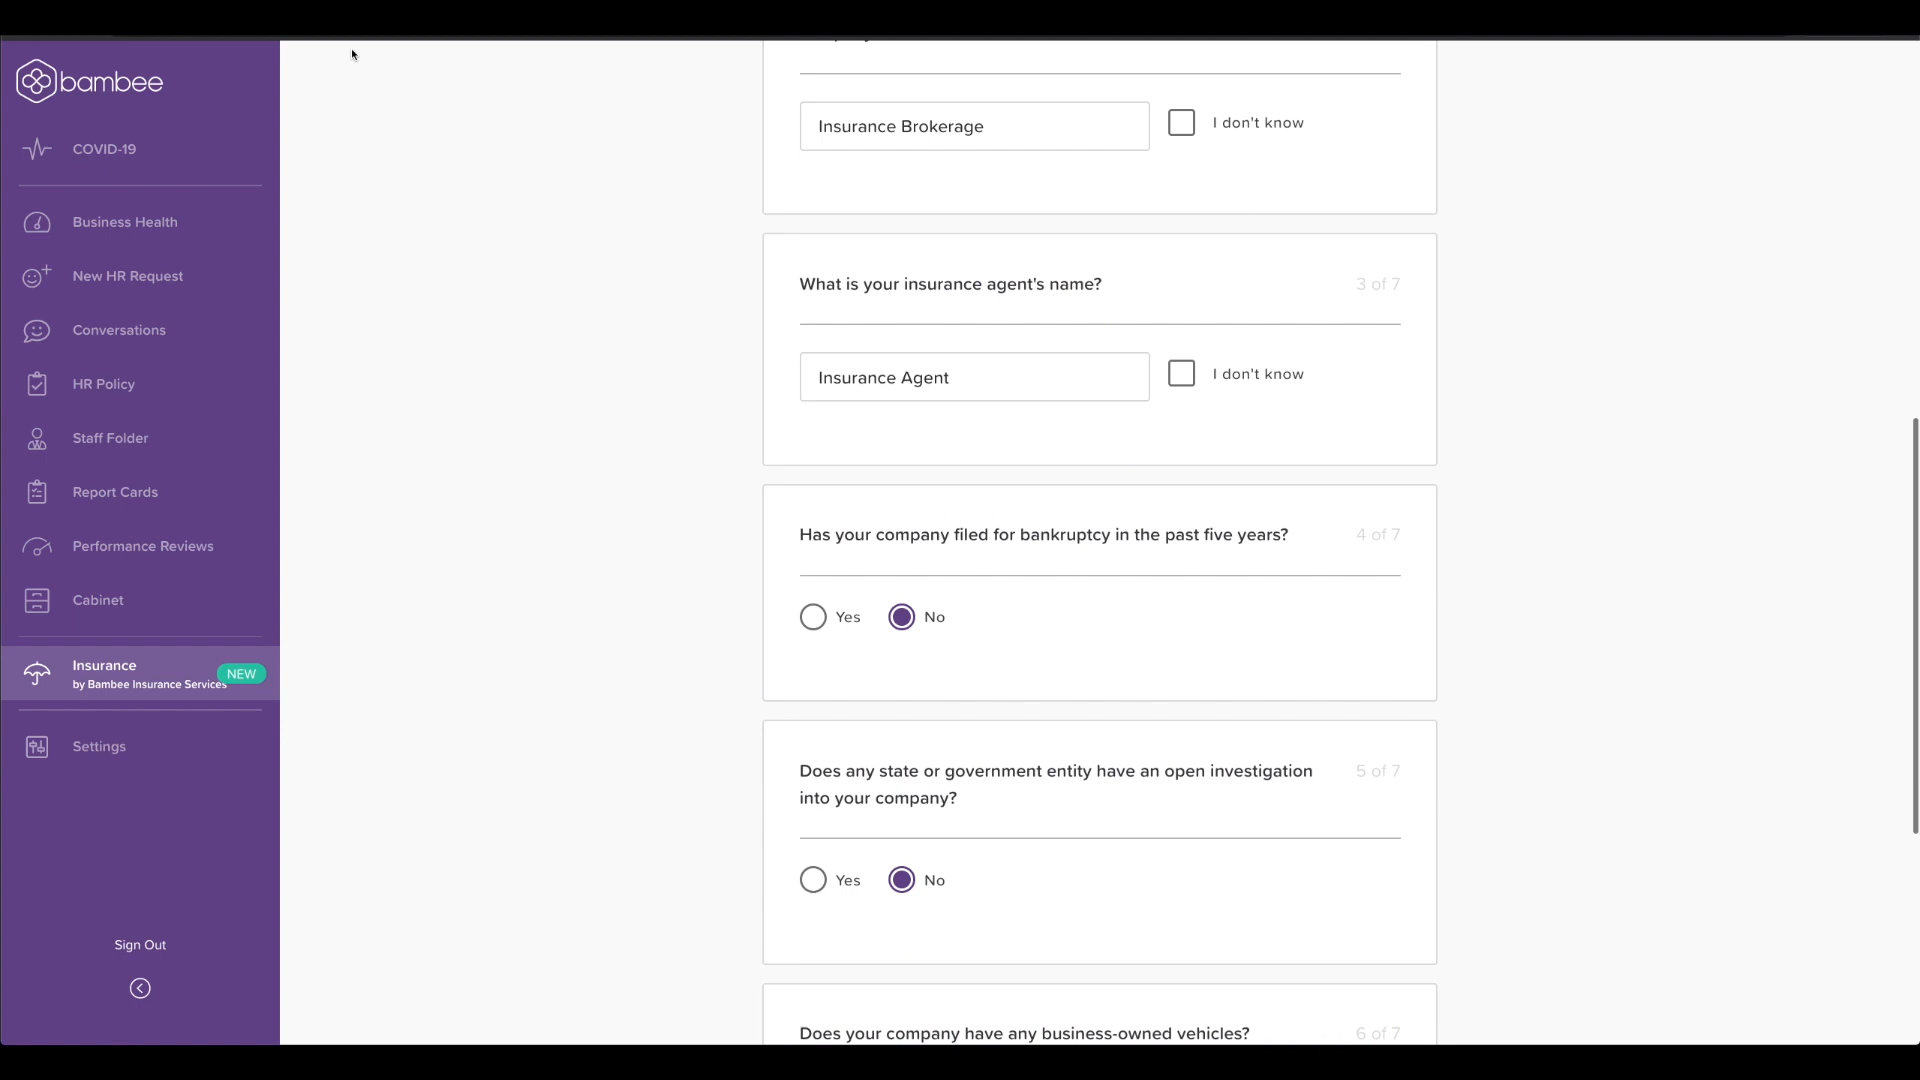 bambee
COVID-19
Business Health
New HR Request
Conversations
HR Policy
Staff Folder
Report Cards
Performance Reviews
Cabinet
Insurance
by Bambee Insurance Services
NEW
Settings
Sign Out
Insurance Brokerage
I don't know
What is your insurance agent's name?
3 of 7
Insurance Agent
I don't know
Has your company filed for bankruptcy in the past five years?
4 of 7
Yes
No
Does any state or government entity have an open investigation
into your company?
5 of 7
Yes
No
Does your company have any business-owned vehicles?
6 of 7